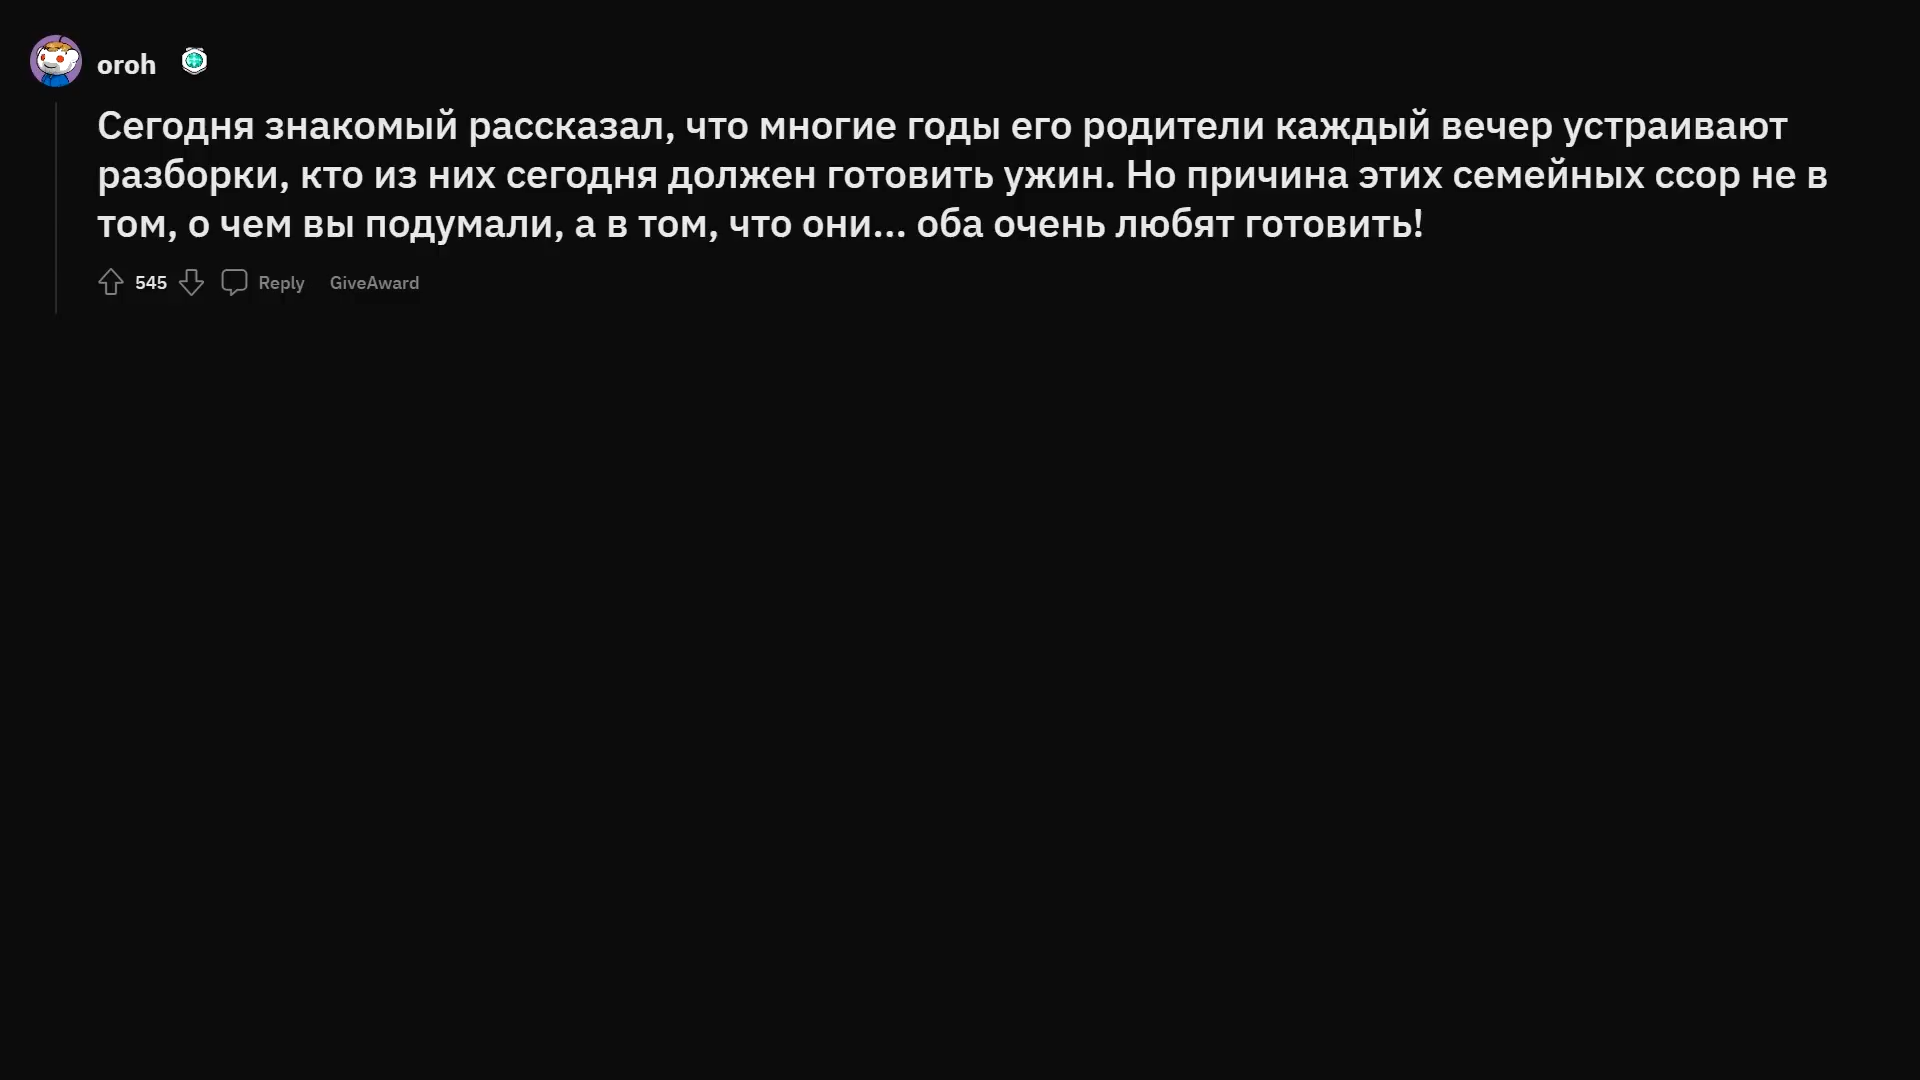 oroh
Сегодня знакомый рассказал, что многие годы его родители каждый вечер устраивают
разборки, кто из них сегодня должен готовить ужин. Но причина этих семейных ссор не в
том, о чем вы подумали, а в том, что они... оба очень любят готовить!
545 Reply GiveAward